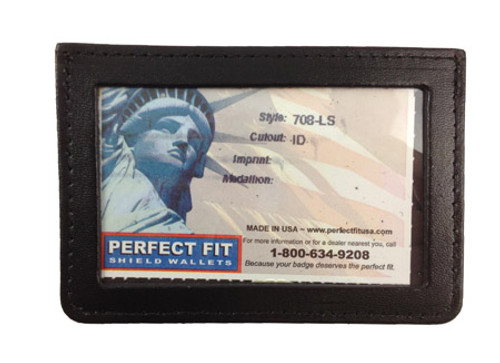 Style: 708-LS
Cutout: ID
Imprint:
Medallion:
MADE IN USA ~ www.perfectfitusa.com
For more information or for a dealer nearest you, call
1-800-634-9208
Because your badge deserves the perfect fit.
PERFECT FIT
SHIELD WALLETS